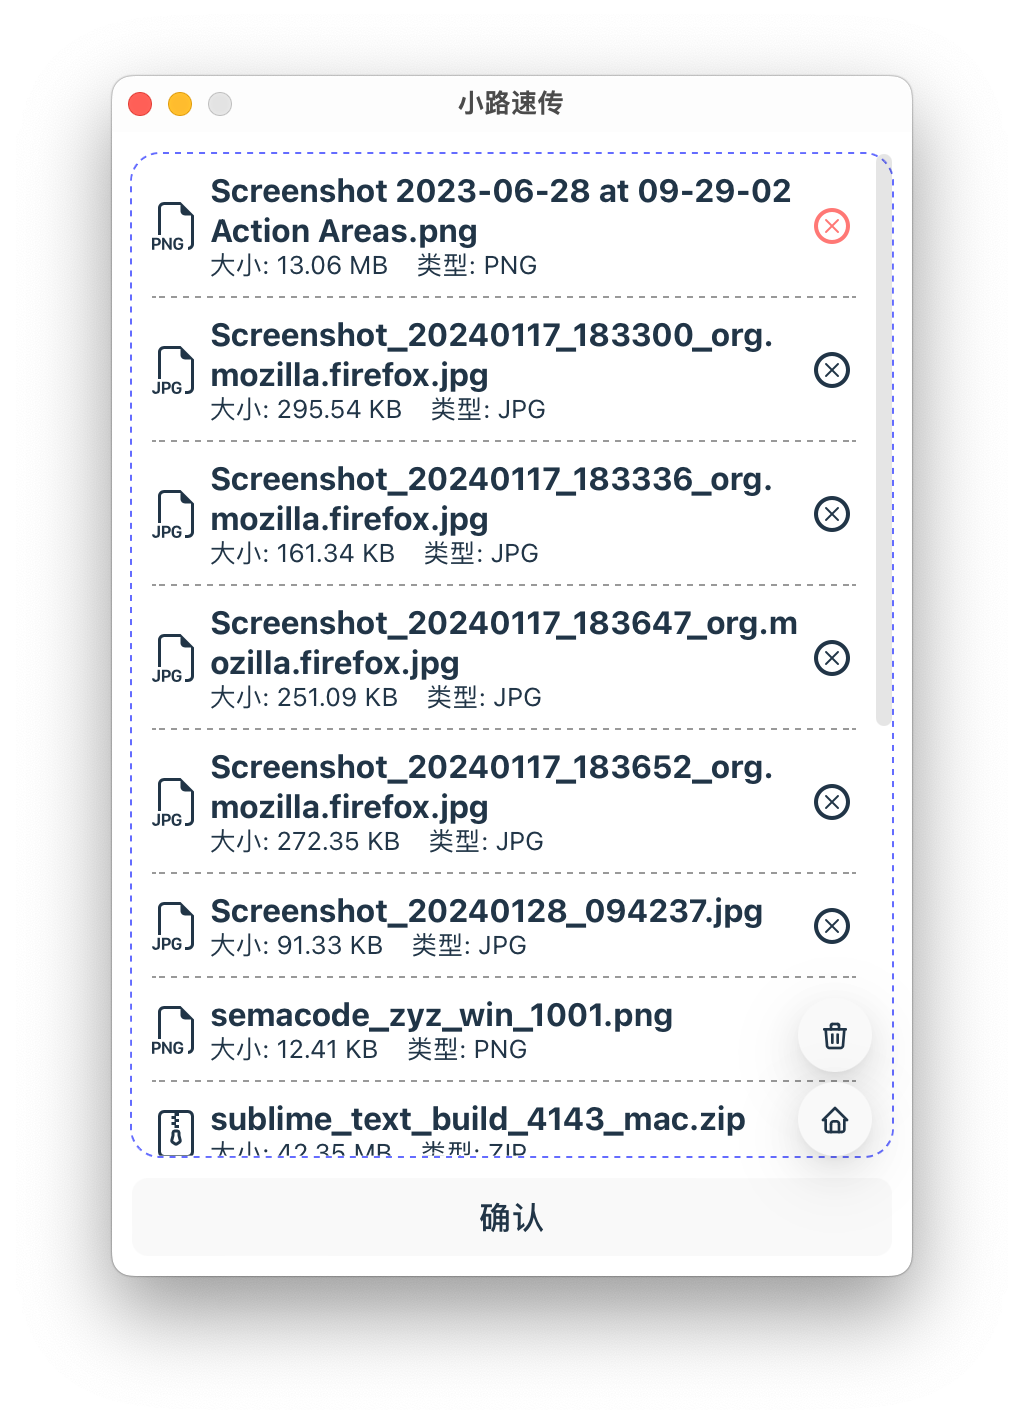 小路速传
Screenshot 2023-06-28 at 09-29-02
Action Areas.png
PNG
大小: 13.06 MB 类型: PNG
Screenshot_20240117_183300_org.
mozilla.firefox.jpg
JPG
大小: 295.54 KB 类型: JPG
Screenshot_20240117_183336_org.
mozilla.firefox.jpg
JPG
大小: 161.34 KB 类型: JPG
Screenshot_20240117_183647_org.m
ozilla.firefox.jpg
JPG
大小: 251.09 KB 类型: JPG
Screenshot_20240117_183652_org.
mozilla.firefox.jpg
JPG
大小: 272.35 KB 类型: JPG
Screenshot_20240128_094237.jpg
JPG
大小: 91.33 KB 类型: JPG
semacode_zyz_win_1001.png
PNG
大小: 12.41 KB 类型: PNG
sublime_text_build_4143_mac.zip
大小: 42.35 MB 类型: ZIP
确认